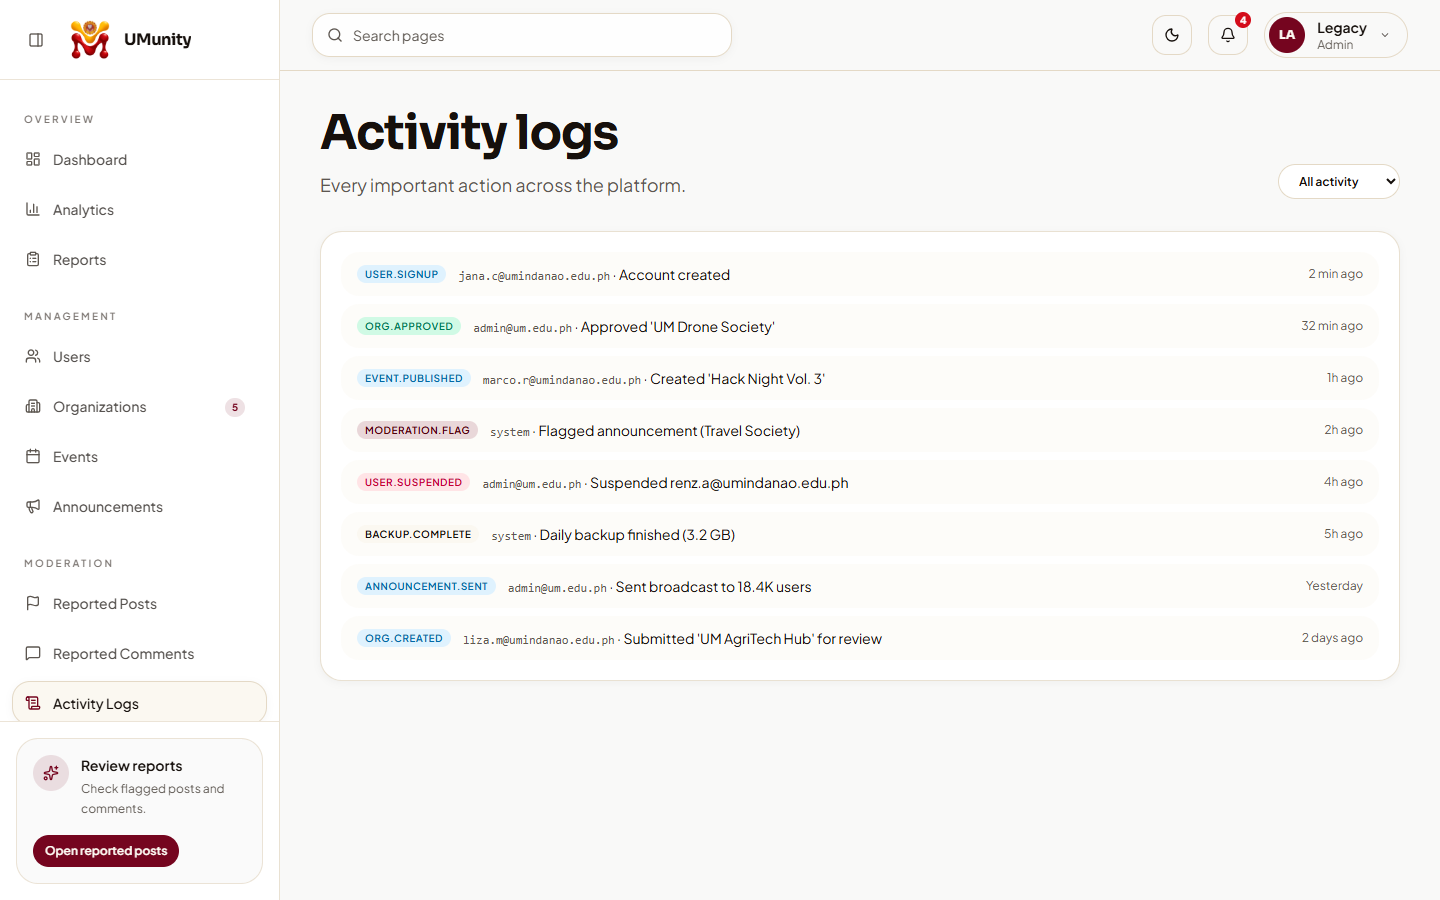 UMunity
Search pages
4
LA
Legacy
Admin
OVERVIEW
Dashboard
Analytics
Reports
MANAGEMENT
Users
Organizations 5
Events
Announcements
MODERATION
Reported Posts
Reported Comments
Activity Logs
Review reports
Check flagged posts and
comments.
Open reported posts
Activity logs
Every important action across the platform.
All activity
USER.SIGNUP jana.c@umindanao.edu.ph · Account created 2 min ago
ORG.APPROVED admin@um.edu.ph · Approved 'UM Drone Society' 32 min ago
EVENT.PUBLISHED marco.r@umindanao.edu.ph · Created 'Hack Night Vol. 3' 1h ago
MODERATION.FLAG system · Flagged announcement (Travel Society) 2h ago
USER.SUSPENDED admin@um.edu.ph · Suspended renz.a@umindanao.edu.ph 4h ago
BACKUP.COMPLETE system · Daily backup finished (3.2 GB) 5h ago
ANNOUNCEMENT.SENT admin@um.edu.ph · Sent broadcast to 18.4K users Yesterday
ORG.CREATED liza.m@umindanao.edu.ph · Submitted 'UM AgriTech Hub' for review 2 days ago